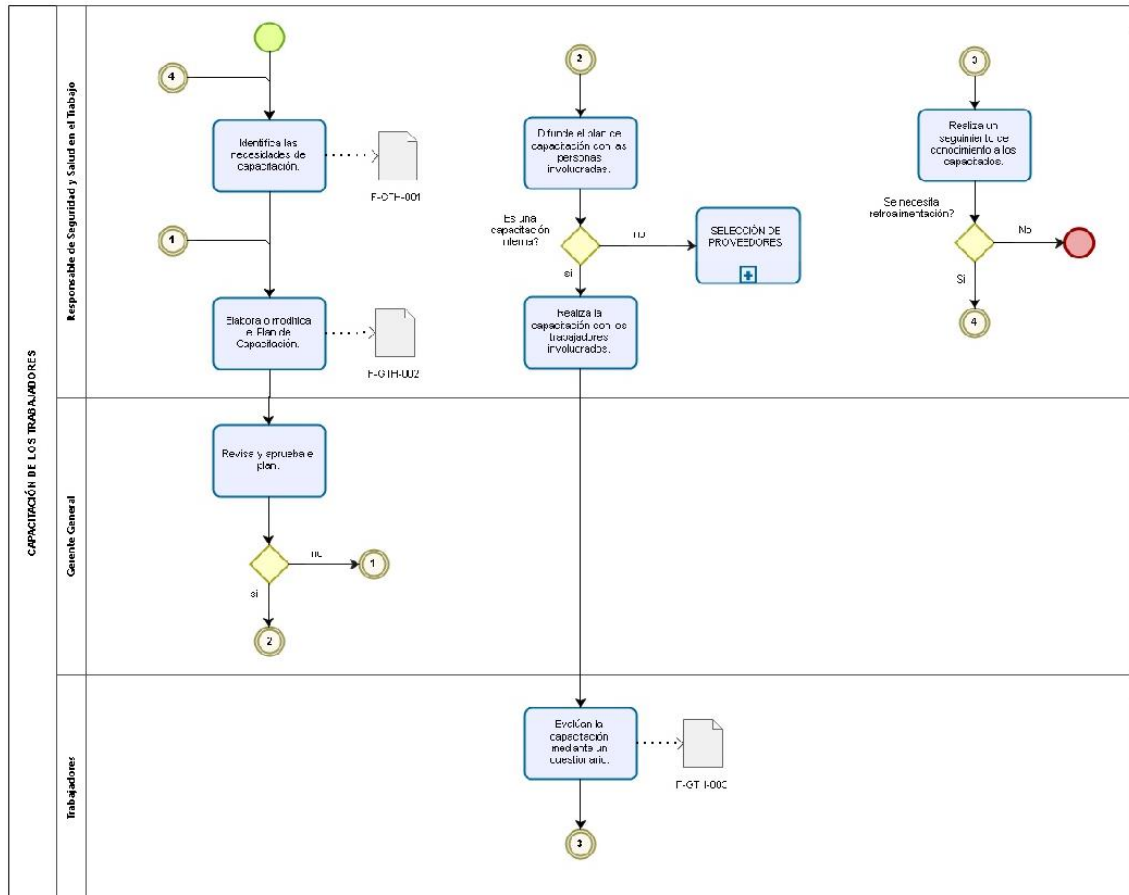 CAPACITACIÓN DE LOS TRABAJADORES
Responsable de Seguridad y Salud en el Trabajo
4
Identifica las
necesidades de
capacitación.
1
Elabora o modifica
el Plan de
Capacitación.
F-GTH-002
2
Difunde el plan de
capacitación con las
personas
involucradas.
Es una
capacitación
interna?
no
SELECCIÓN DE
PROVEEDORES
si
Realiza la
capacitación con los
trabajadores
involucrados.
3
Realiza un
seguimiento de
conocimiento a los
capacitados.
Se necesita
retroalimentación?
No
Si
4
Gerente General
Revisa y aprueba el
plan.
no
1
si
2
Trabajadores
Evalúan la
capacitación
mediante un
cuestionario.
3